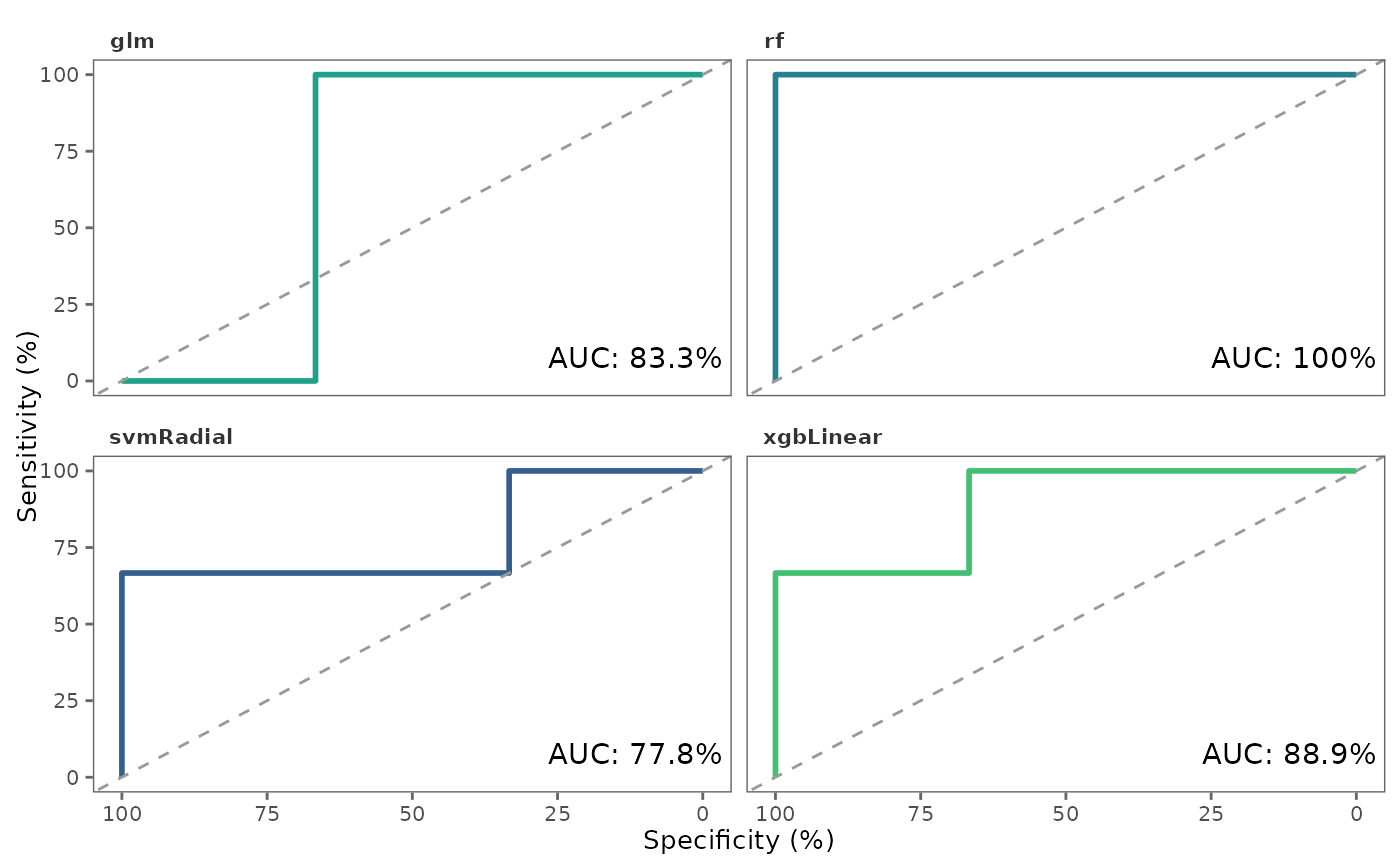 glm
rf
100
75
50
25
0
AUC: 83.3%
AUC: 100%
Sensitivity (%)
svmRadial
xgbLinear
100
75
50
25
0
AUC: 77.8%
AUC: 88.9%
100 75 50 25 0
100 75 50 25 0
Specificity (%)